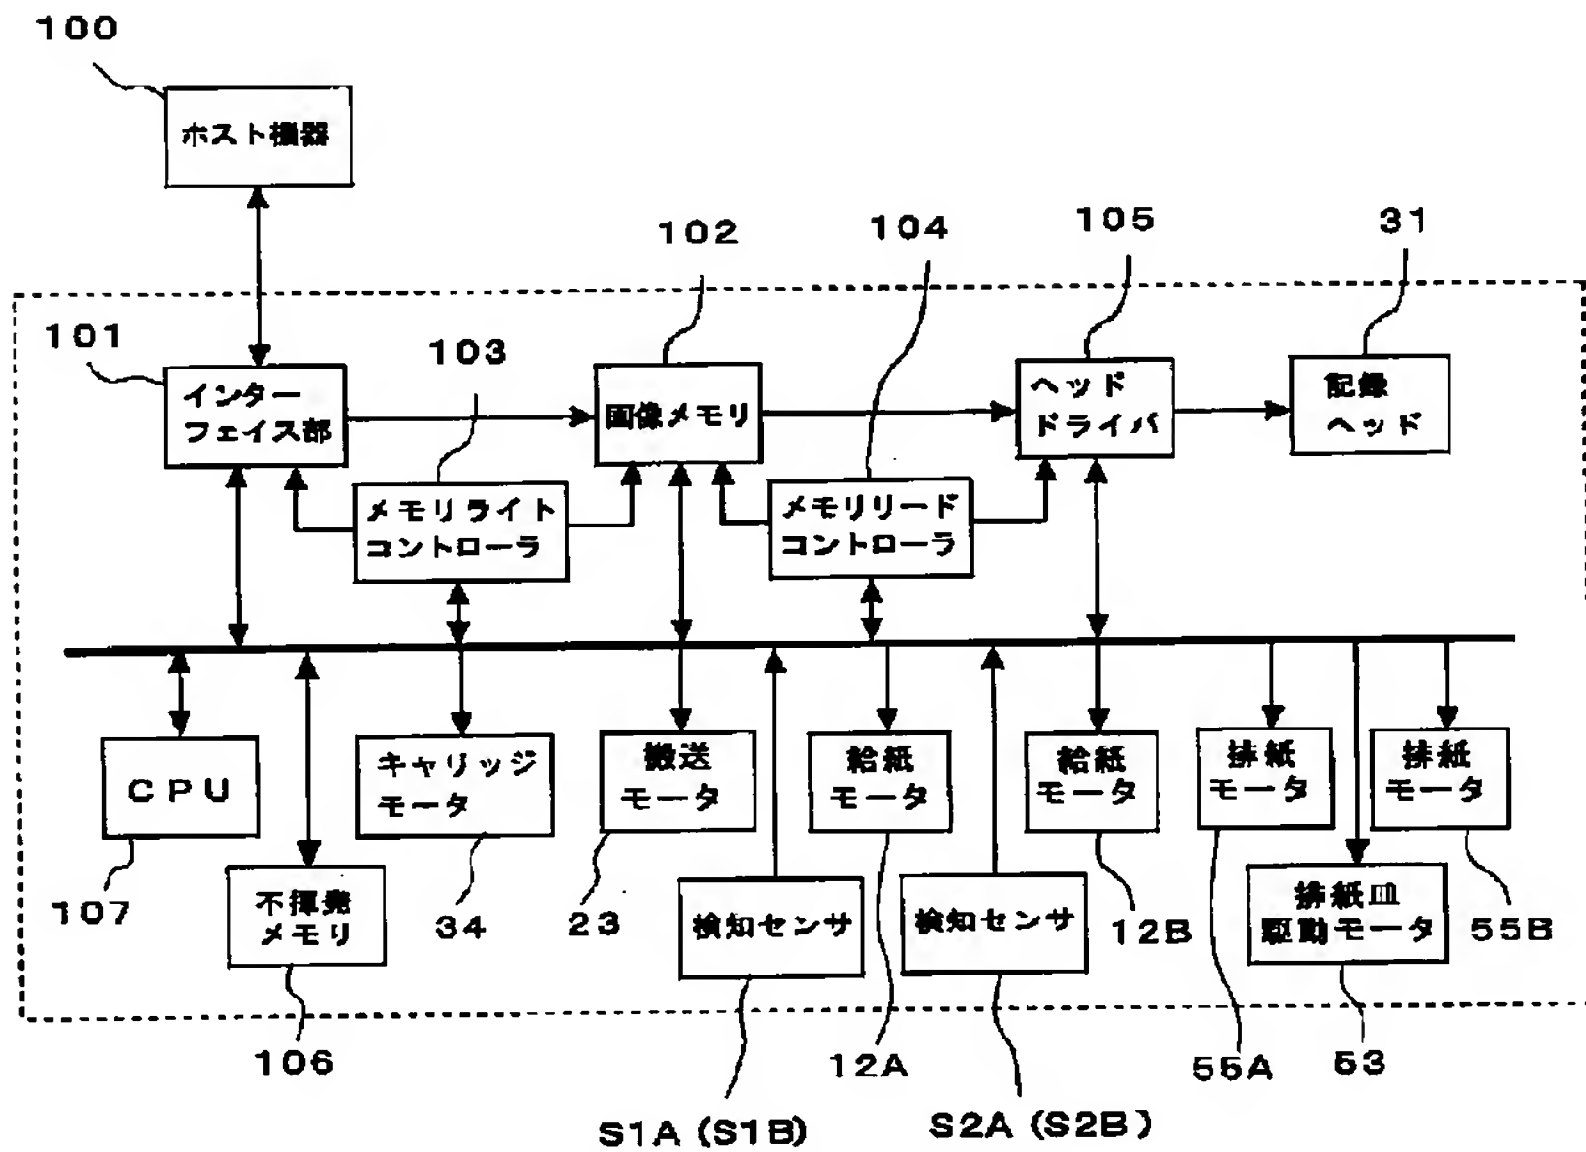 100
ホスト機器
102
104
105
31
101
103
インター
フェイス部
画像メモリ
ヘッド
ドライバ
記録
ヘッド
メモリライト
コントローラ
メモリリード
コントローラ
CPU
キャリッジ
モータ
搬送
モータ
給紙
モータ
給紙
モータ
排紙
モータ
排紙
モータ
107
不揮発
メモリ
34
23
検知センサ
検知センサ
12B
排紙皿
駆動モータ
55B
106
12A
55A
53
S1A(S1B)
S2A(S2B)